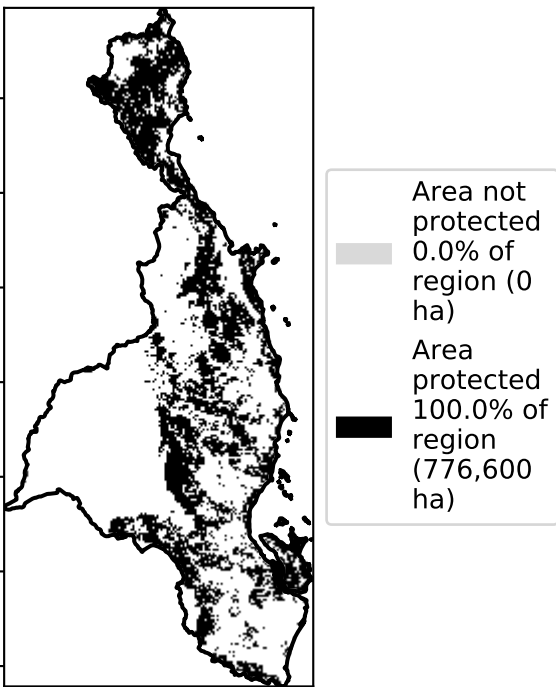 Area not
protected
0.0% of
region (0
ha)
Area
protected
100.0% of
region
(776,600
ha)